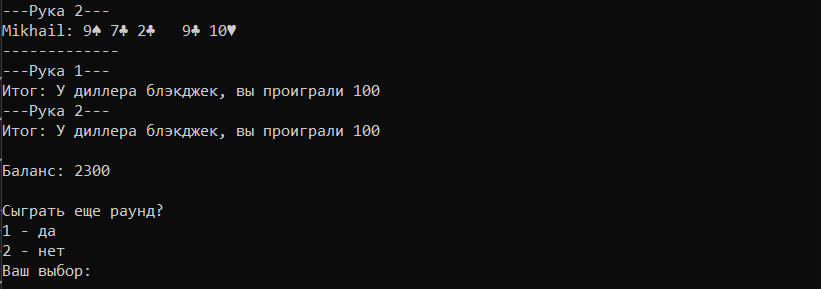 ---Рука 2---
Mikhail: 9♠ 7♣ 2♣   9♣ 10♥
-------------
---Рука 1---
Итог: У диллера блэкджек, вы проиграли 100
---Рука 2---
Итог: У диллера блэкджек, вы проиграли 100
Баланс: 2300
Сыграть еще раунд?
1 - да
2 - нет
Ваш выбор: